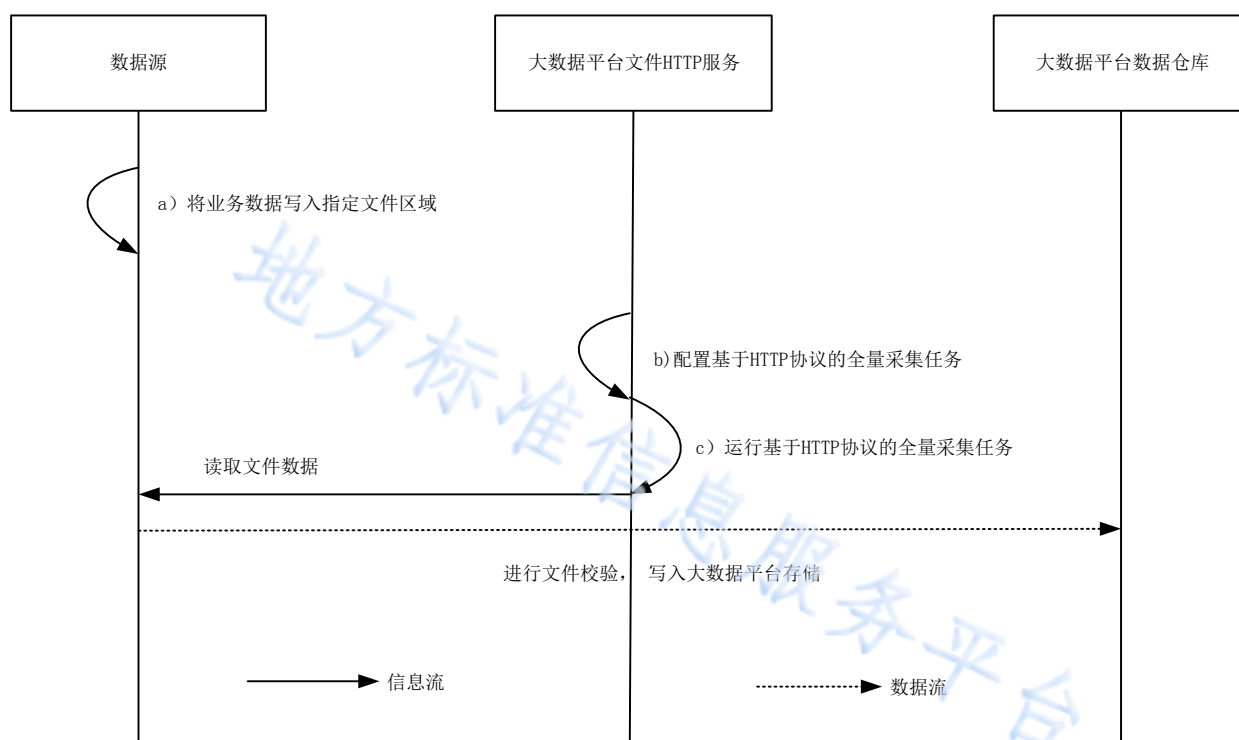 数据源
大数据平台文件HTTP服务
大数据平台数据仓库
a）将业务数据写入指定文件区域
b)配置基于HTTP协议的全量采集任务
c）运行基于HTTP协议的全量采集任务
读取文件数据
进行文件校验， 写入大数据平台存储
信息流
数据流
地方标准信息服务平台